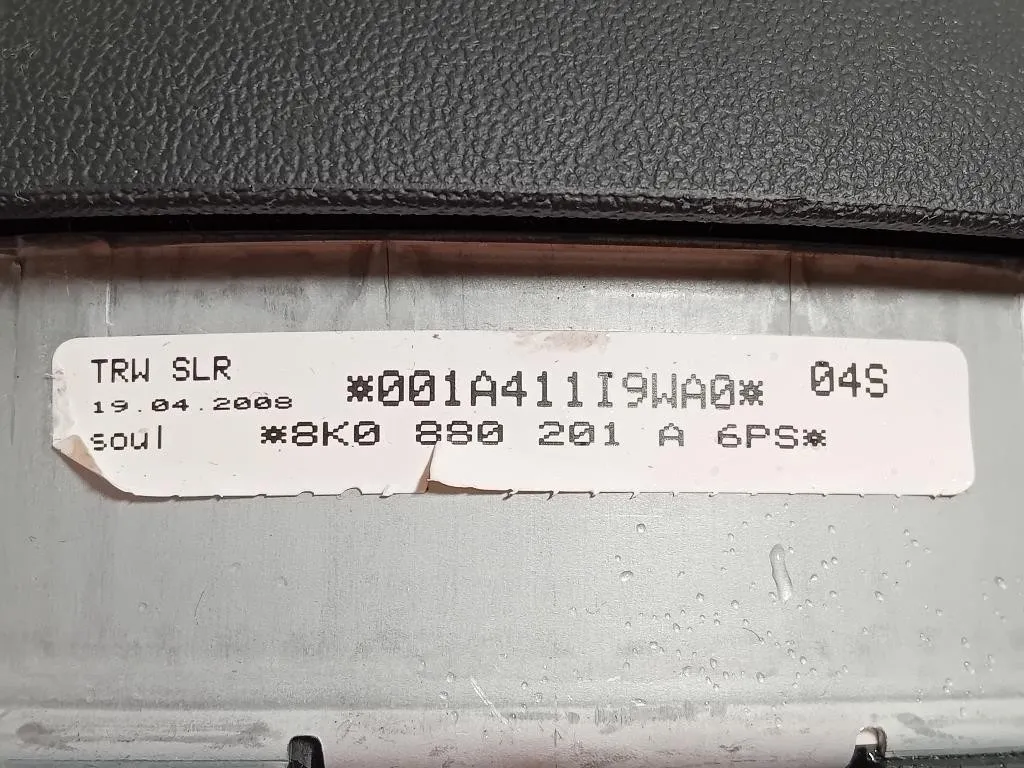 TRW SLR *001A411I9WA0* 04S
19.04.2008
soul *8K0 880 201 A 6PS*